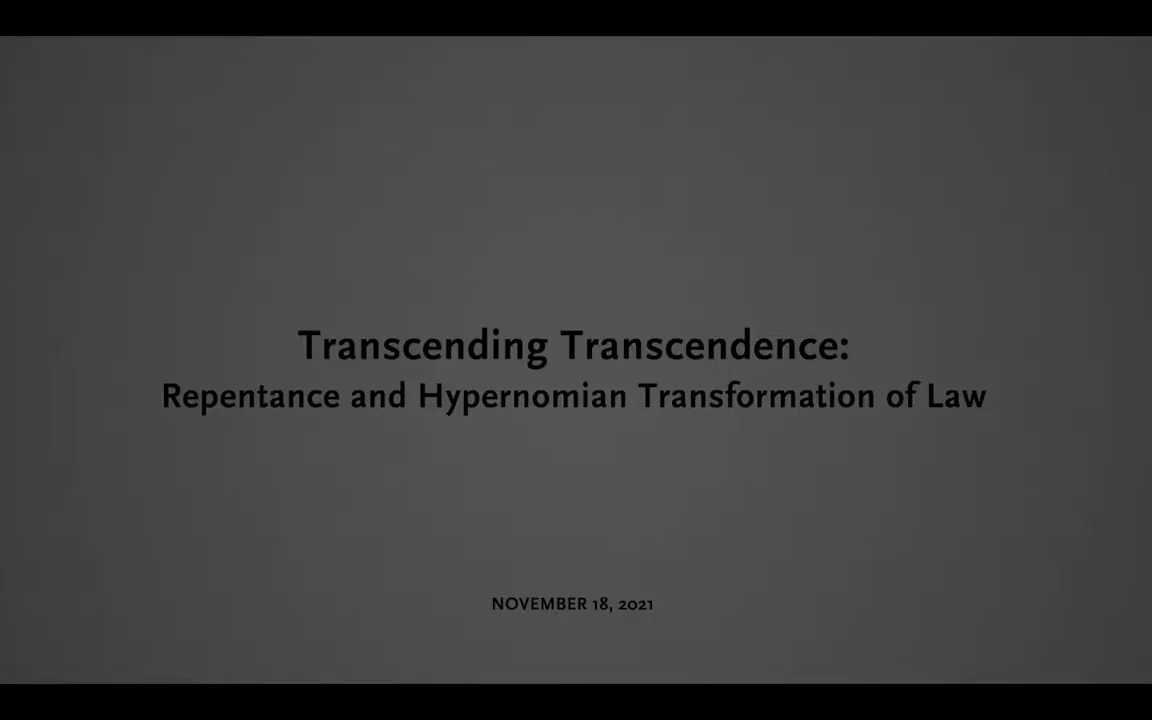 Transcending Transcendence:
Repentance and Hypernomian Transformation of Law
NOVEMBER 18, 2021